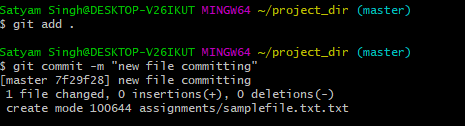 Satyam Singh@DESKTOP-V26IKUT MINGW64 ~/project_dir (master)
$ git add .
Satyam Singh@DESKTOP-V26IKUT MINGW64 ~/project_dir (master)
$ git commit -m "new file committing"
[master 7f29f28] new file committing
 1 file changed, 0 insertions(+), 0 deletions(-)
 create mode 100644 assignments/samplefile.txt.txt